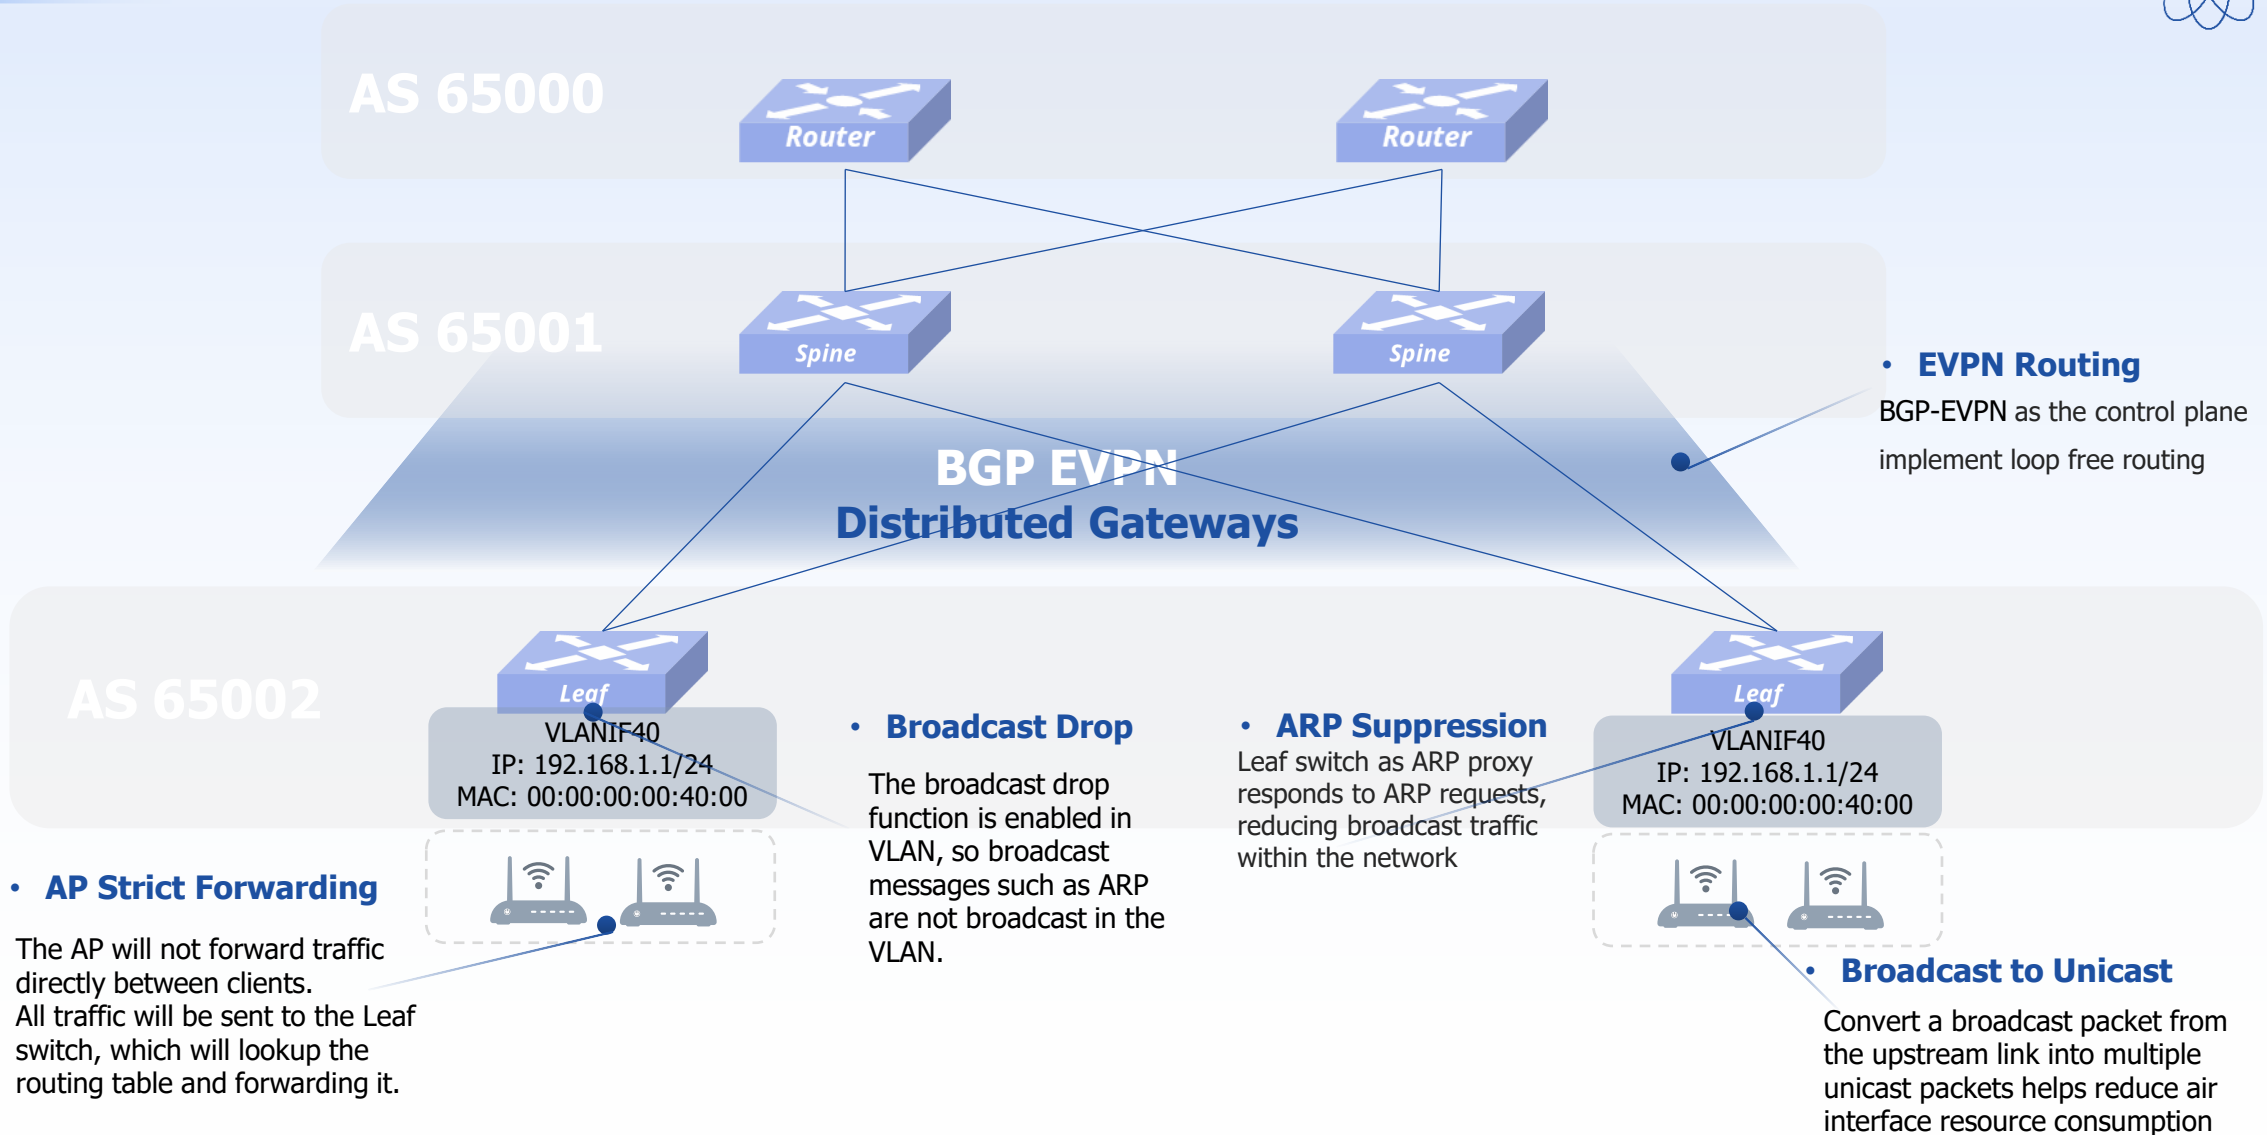 AS 65000
Router
Router
AS 65001
Spine
Spine
• EVPN Routing
BGP-EVPN as the control plane
implement loop free routing
BGP EVPN
Distributed Gateways
AS 65002
Leaf
VLANIF40
IP: 192.168.1.1/24
MAC: 00:00:00:00:40:00
• Broadcast Drop
The broadcast drop
function is enabled in
VLAN, so broadcast
messages such as ARP
are not broadcast in the
VLAN.
• ARP Suppression
Leaf switch as ARP proxy
responds to ARP requests,
reducing broadcast traffic
within the network
Leaf
VLANIF40
IP: 192.168.1.1/24
MAC: 00:00:00:00:40:00
• AP Strict Forwarding
The AP will not forward traffic
directly between clients.
All traffic will be sent to the Leaf
switch, which will lookup the
routing table and forwarding it.
• Broadcast to Unicast
Convert a broadcast packet from
the upstream link into multiple
unicast packets helps reduce air
interface resource consumption